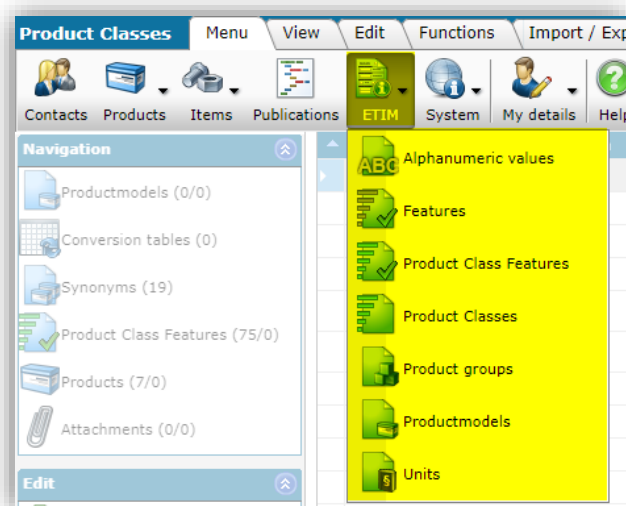 Product Classes Menu View Edit Functions Import / Exp
Contacts Products Items Publications ETIM System My details Help
Navigation
Productmodels (0/0)
Conversion tables (0)
Synonyms (19)
Product Class Features (75/0)
Products (7/0)
Attachments (0/0)
Edit
ABC Alphanumeric values
Features
Product Class Features
Product Classes
Product groups
Productmodels
§ Units